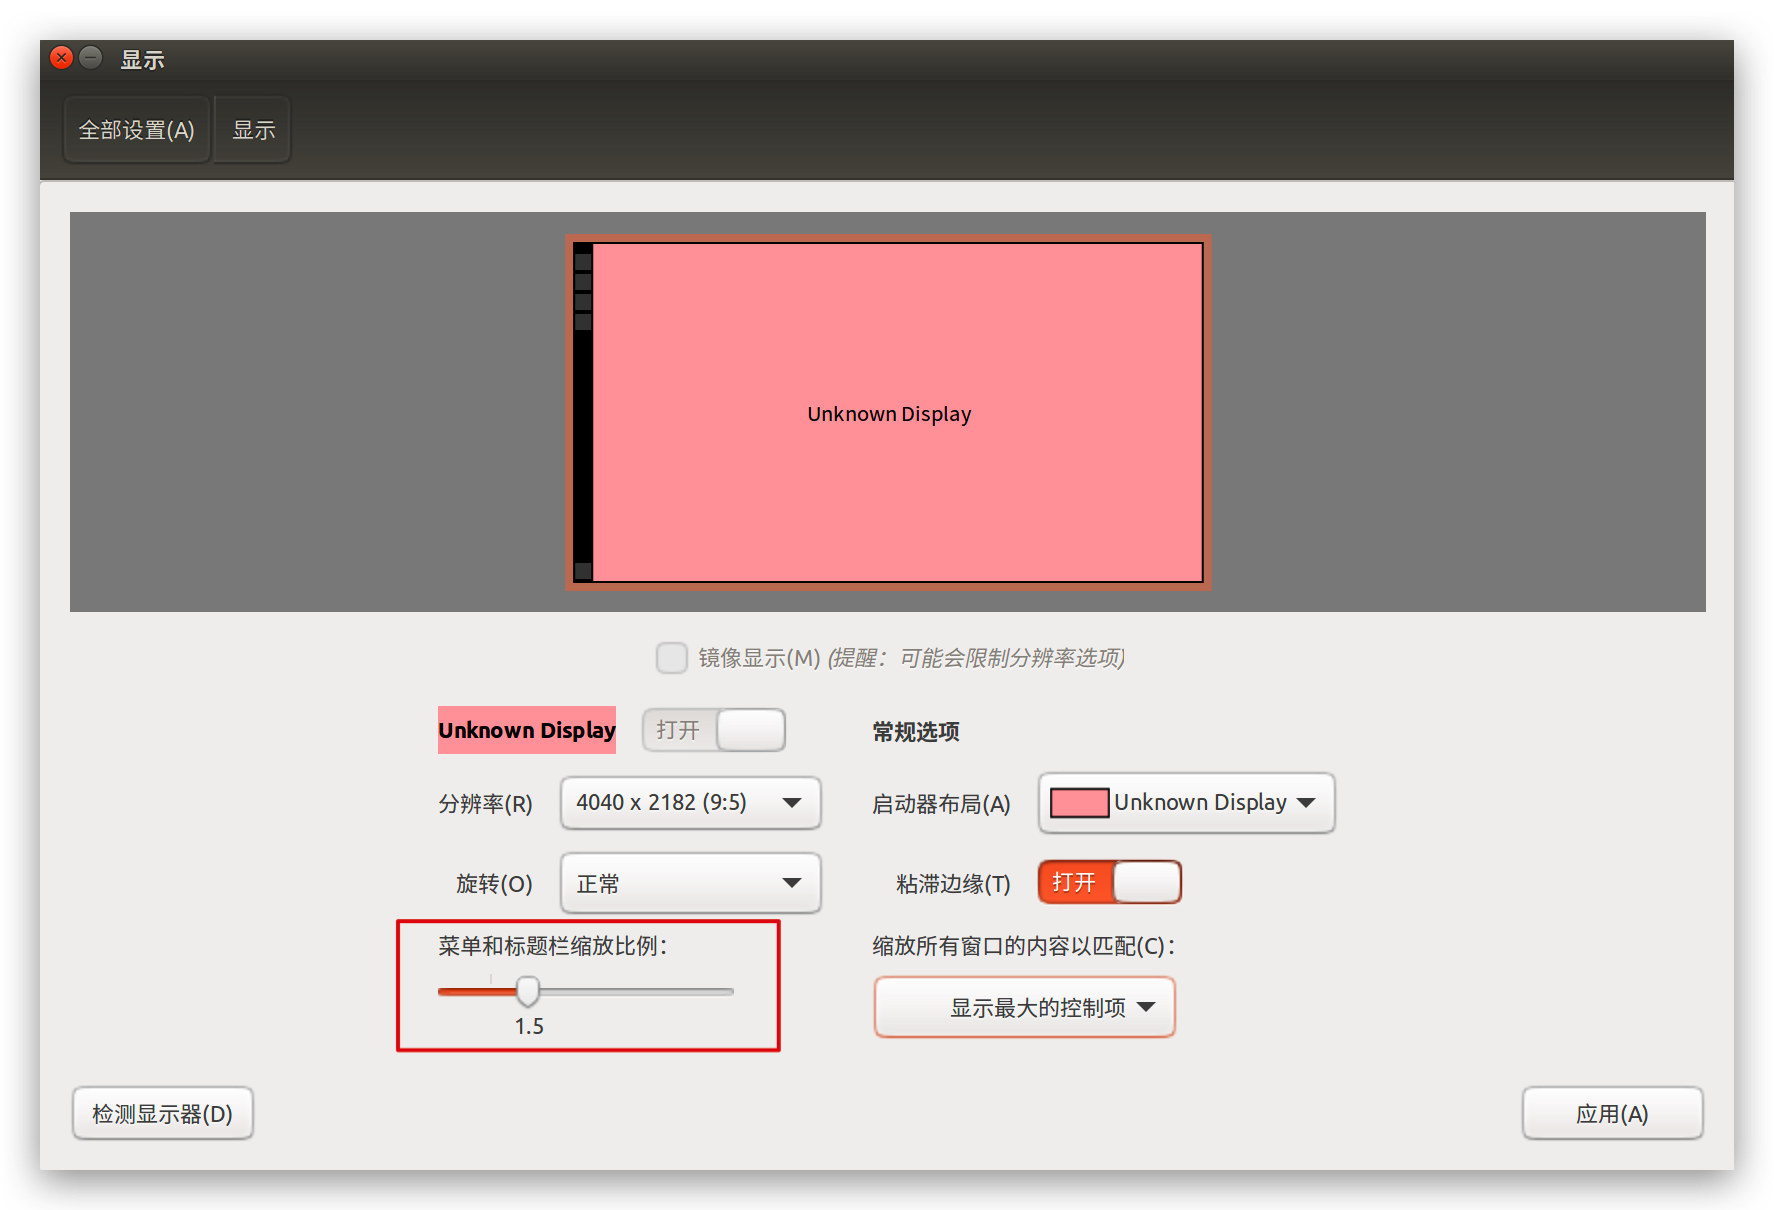 显示
全部设置(A) 显示
Unknown Display
镜像显示(M) (提醒：可能会限制分辨率选项)
Unknown Display 打开
常规选项
分辨率(R) 4040 x 2182 (9:5)
启动器布局(A) Unknown Display
旋转(O) 正常
粘滞边缘(T) 打开
菜单和标题栏缩放比例：
1.5
缩放所有窗口的内容以匹配(C)：
显示最大的控制项
检测显示器(D)
应用(A)